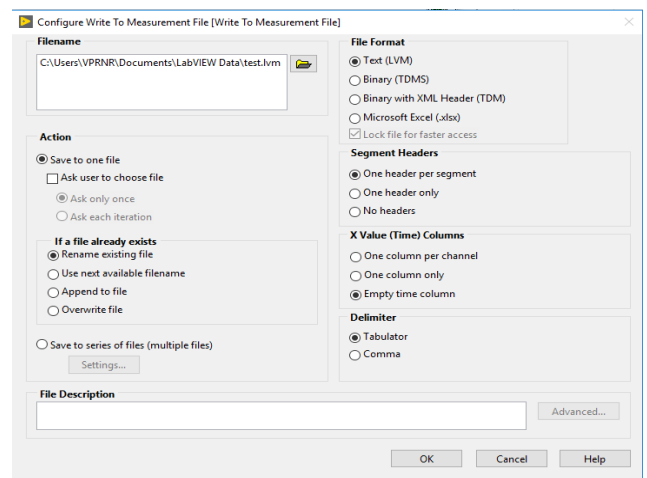 Configure Write To Measurement File [Write To Measurement File]
Filename
C:\Users\VPRNR\Documents\LabVIEW Data\test.lvm
Action
Save to one file
Ask user to choose file
Ask only once
Ask each iteration
If a file already exists
Rename existing file
Use next available filename
Append to file
Overwrite file
Save to series of files (multiple files)
Settings...
File Format
Text (LVM)
Binary (TDMS)
Binary with XML Header (TDM)
Microsoft Excel (.xlsx)
Lock file for faster access
Segment Headers
One header per segment
One header only
No headers
X Value (Time) Columns
One column per channel
One column only
Empty time column
Delimiter
Tabulator
Comma
File Description
Advanced...
OK Cancel Help